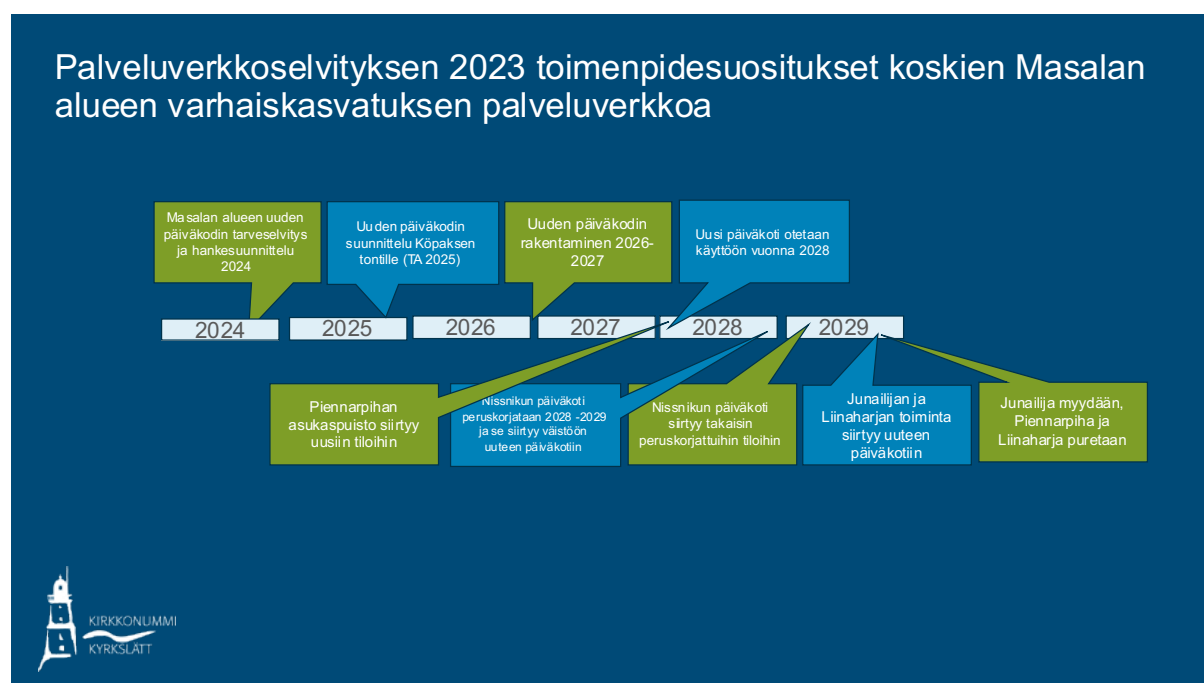 Palveluverkkoselvityksen 2023 toimenpidesuositukset koskien Masalan
alueen varhaiskasvatuksen palveluverkkoa
Masalan alueen uuden
päiväkodin tarveselvitys
ja hankesuunnittelu
2024
Uuden päiväkodin
suunnittelu Köpaksen
tontille (TA 2025)
Uuden päiväkodin
rakentaminen 2026-
2027
Uusi päiväkoti otetaan
käyttöön vuonna 2028
2024
2025
2026
2027
2028
2029
Piennarpihan
asukaspuisto siirtyy
uusiin tiloihin
Nissnikun päiväkoti
peruskorjataan 2028 -2029
ja se siirtyy väistöön
uuteen päiväkotiin
Nissnikun päiväkoti
siirtyy takaisin
peruskorjattuihin tiloihin
Junailijan ja
Liinaharjan toiminta
siirtyy uuteen
päiväkotiin
Junailija myydään,
Piennarpiha ja
Liinaharja puretaan
KIRKKONUMMI
KYRKSLÄTT